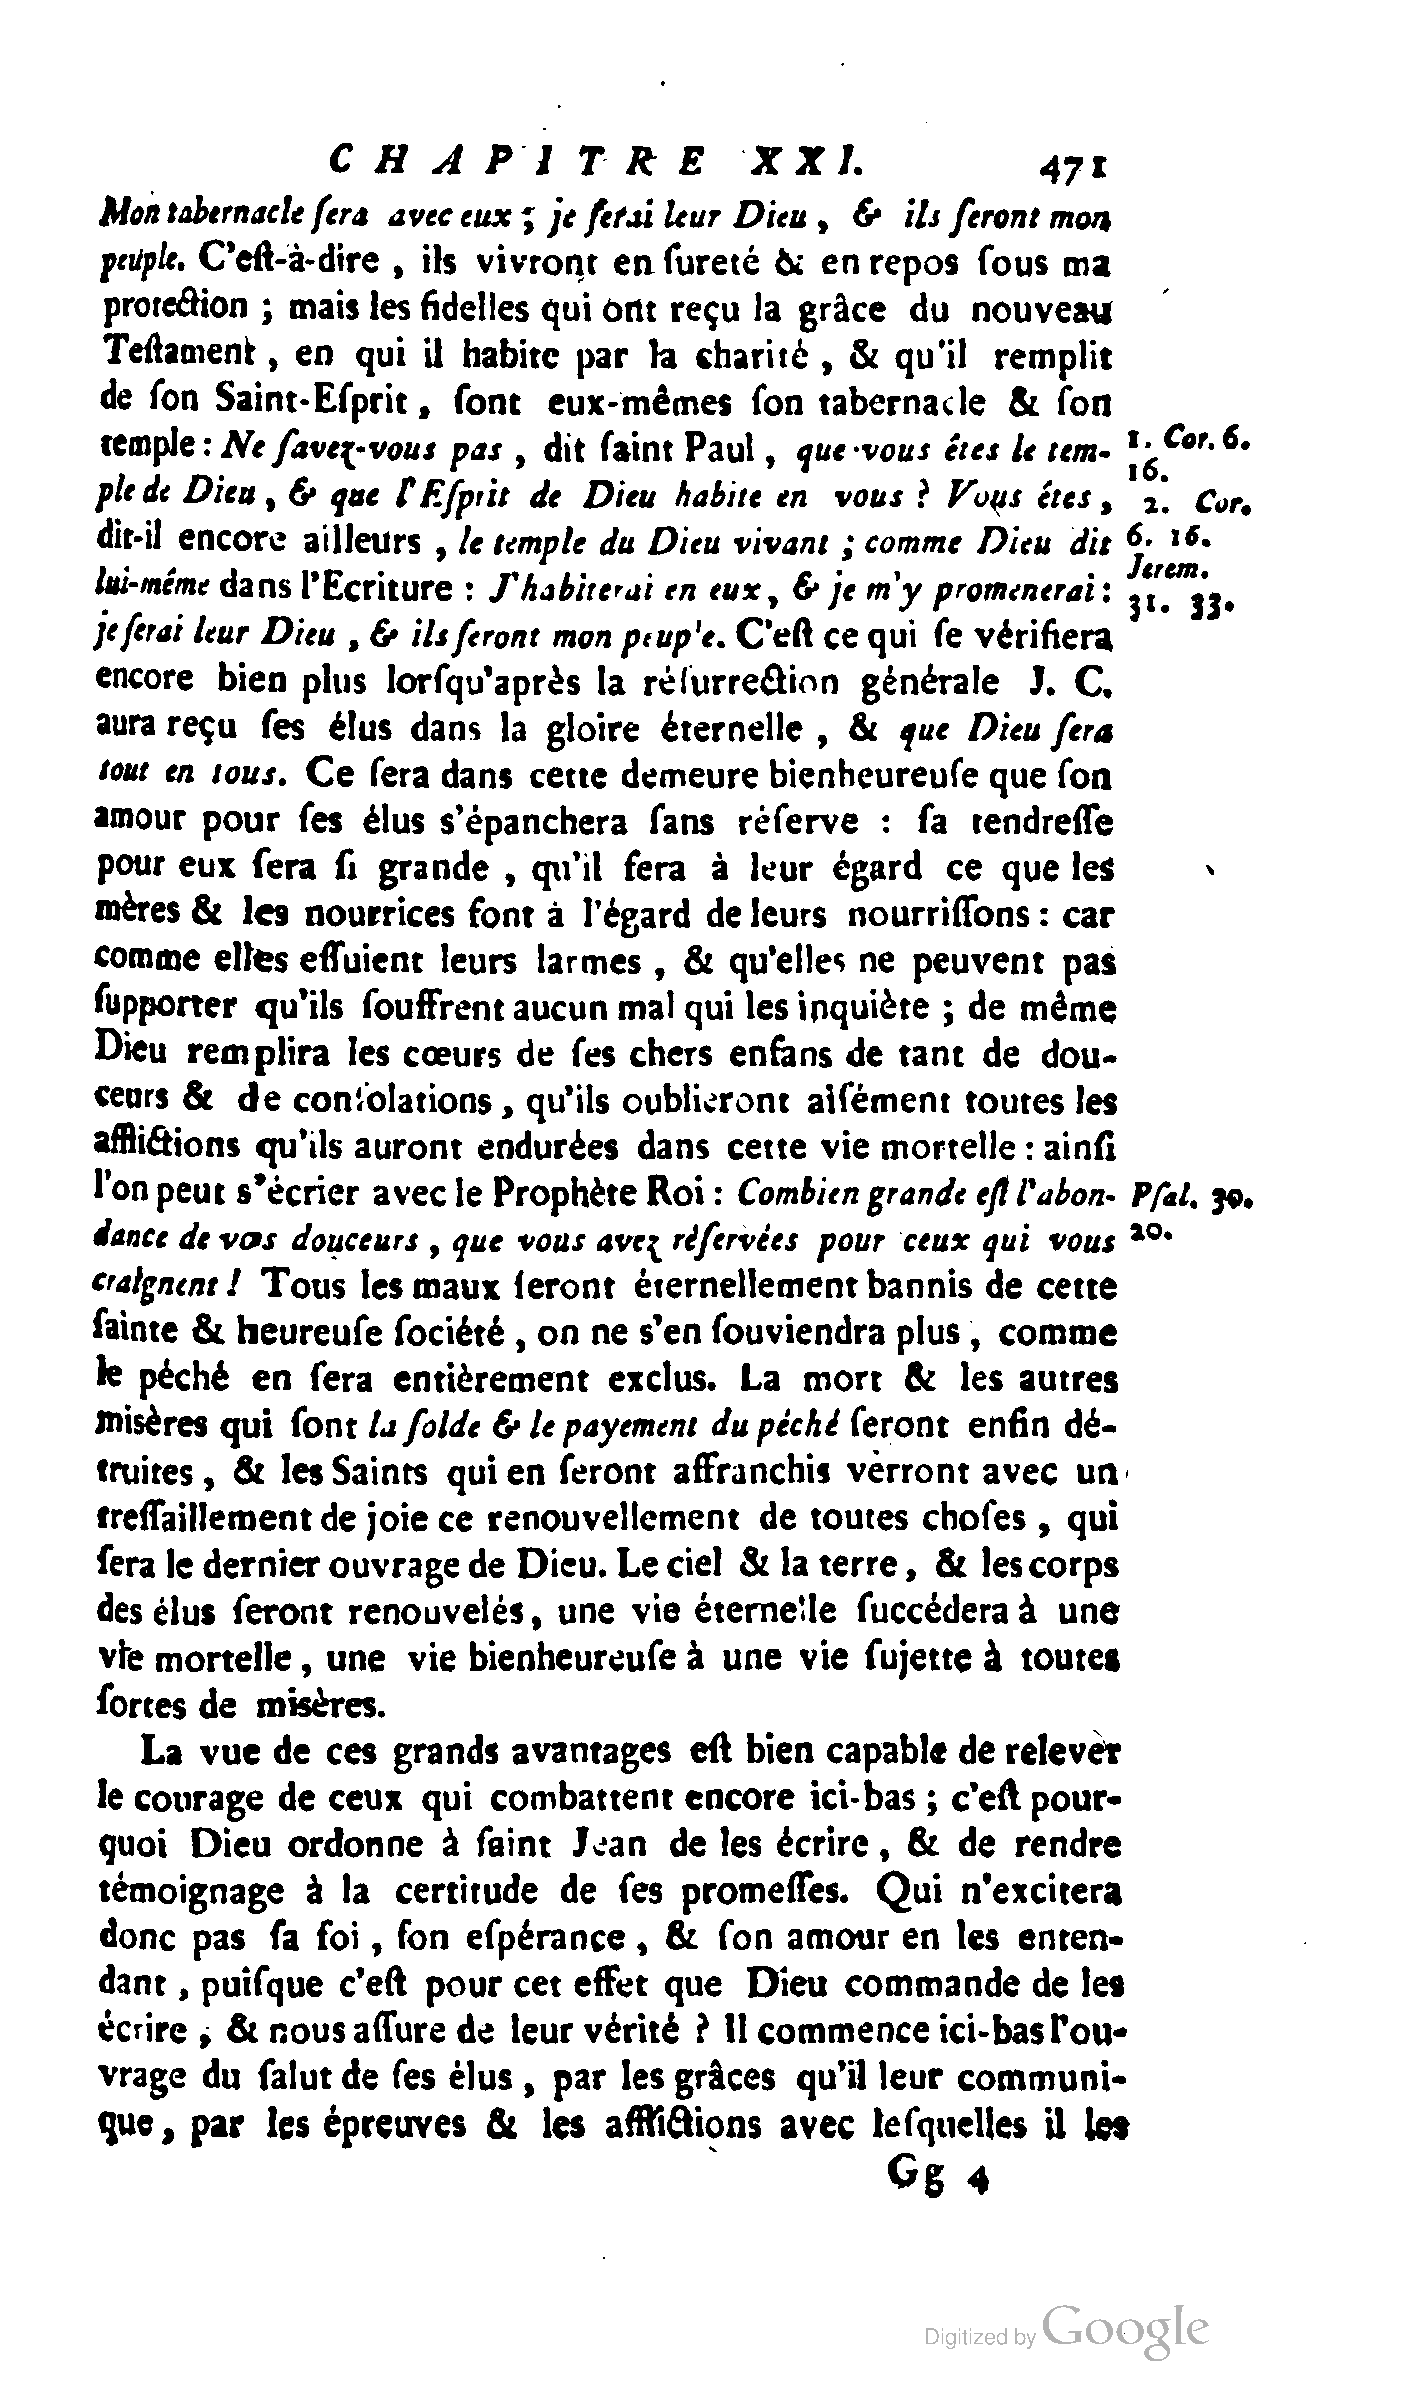 CHAPITRE XXI. 471
Mon tabernacle ſera avec eux ; je ſerai leur Dieu , & ils ſeront mon
peuple. C'eſt-à-dire , ils vivront en ſureté & en repos ſous ma
protection ; mais les fidelles qui ont reçu la grâce du nouveau
Teſtament , en qui il habite par la charité , & qu'il remplit
de ſon Saint-Eſprit , ſont eux-mêmes ſon tabernacle & ſon
temple : Ne ſavez-vous pas , dit ſaint Paul , que vous êtes le tem- 1. Cor. 6.
16.
ple de Dieu , & que l'Eſprit de Dieu habite en vous ? Vous êtes , 2. Cor.
dit-il encore ailleurs , le temple du Dieu vivant ; comme Dieu dit 6. 16.
Jerem.
lui-même dans l'Ecriture : J'habiterai en eux , & je m'y promenerai : 31. 33.
je ſerai leur Dieu , & ils ſeront mon peuple. C'eſt ce qui ſe vérifiera
encore bien plus lorſqu'après la réſurrection générale J. C.
aura reçu ſes élus dans la gloire éternelle , & que Dieu ſera
tout en tous. Ce ſera dans cette demeure bienheureuſe que ſon
amour pour ſes élus s'épanchera ſans réſerve : ſa tendreſſe
pour eux ſera ſi grande , qu'il fera à leur égard ce que les
mères & les nourrices font à l'égard de leurs nourriſſons : car
comme elles eſſuient leurs larmes , & qu'elles ne peuvent pas
ſupporter qu'ils ſouffrent aucun mal qui les inquiète ; de même
Dieu remplira les cœurs de ſes chers enfans de tant de dou-
ceurs & de conſolations , qu'ils oublieront aiſément toutes les
afflictions qu'ils auront endurées dans cette vie mortelle : ainſi
l'on peut s'écrier avec le Prophète Roi : Combien grande eſt l'abon- Pſal. 30.
dance de vos douceurs , que vous avez réſervées pour ceux qui vous 20.
craignent ! Tous les maux ſeront éternellement bannis de cette
ſainte & heureuſe ſociété , on ne s'en ſouviendra plus , comme
le péché en ſera entièrement exclus. La mort & les autres
misères qui ſont la ſolde & le payement du péché ſeront enfin dé-
truites , & les Saints qui en ſeront affranchis verront avec un
treſſaillement de joie ce renouvellement de toutes choſes , qui
ſera le dernier ouvrage de Dieu. Le ciel & la terre , & les corps
des élus ſeront renouvelés , une vie éternelle ſuccédera à une
vie mortelle , une vie bienheureuſe à une vie ſujette à toutes
ſortes de misères.
La vue de ces grands avantages eſt bien capable de relever
le courage de ceux qui combattent encore ici-bas ; c'eſt pour-
quoi Dieu ordonne à ſaint Jean de les écrire , & de rendre
témoignage à la certitude de ſes promeſſes. Qui n'excitera
donc pas ſa foi , ſon eſpérance , & ſon amour en les enten-
dant , puiſque c'eſt pour cet effet que Dieu commande de les
écrire , & nous aſſure de leur vérité ? Il commence ici-bas l'ou-
vrage du ſalut de ſes élus , par les grâces qu'il leur communi-
que , par les épreuves & les afflictions avec leſquelles il les
Gg 4
Digitized by Google